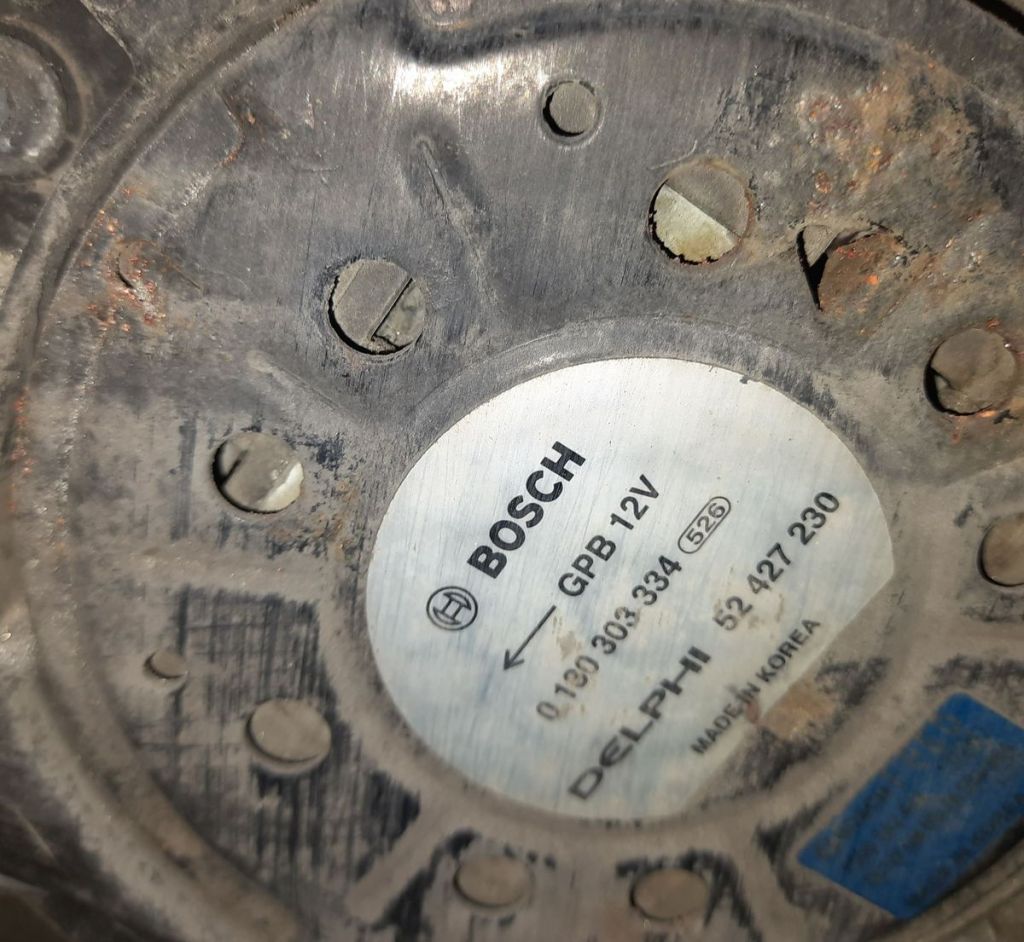 BOSCH
GPB 12V
0 130 303 334 526
DELPHI 52 427 230
MADE IN KOREA